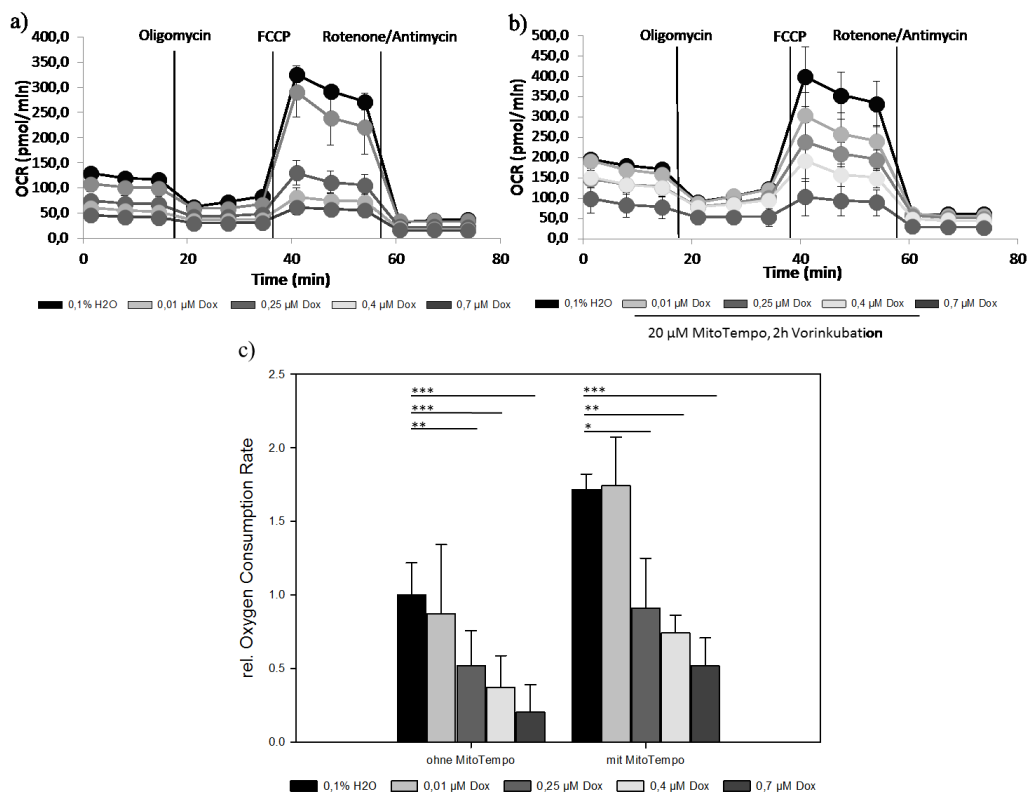 a)
Oligomycin FCCP Rotenone/Antimycin
400,0
350,0
300,0
250,0
200,0
150,0
100,0
50,0
0,0
OCR (pmol/min)
0 20 40 60 80
Time (min)
0,1% H2O 0,01 µM Dox 0,25 µM Dox 0,4 µM Dox 0,7 µM Dox
b)
Oligomycin FCCP Rotenone/Antimycin
500,0
450,0
400,0
350,0
300,0
250,0
200,0
150,0
100,0
50,0
0,0
OCR (pmol/min)
0 20 40 60 80
Time (min)
0,1% H2O 0,01 µM Dox 0,25 µM Dox 0,4 µM Dox 0,7 µM Dox
20 µM MitoTempo, 2h Vorinkubation
c)
2.5
2.0
1.5
1.0
0.5
0.0
rel. Oxygen Consumption Rate
*** ***
*** **
** *
ohne MitoTempo mit MitoTempo
0,1% H2O 0,01 µM Dox 0,25 µM Dox 0,4 µM Dox 0,7 µM Dox